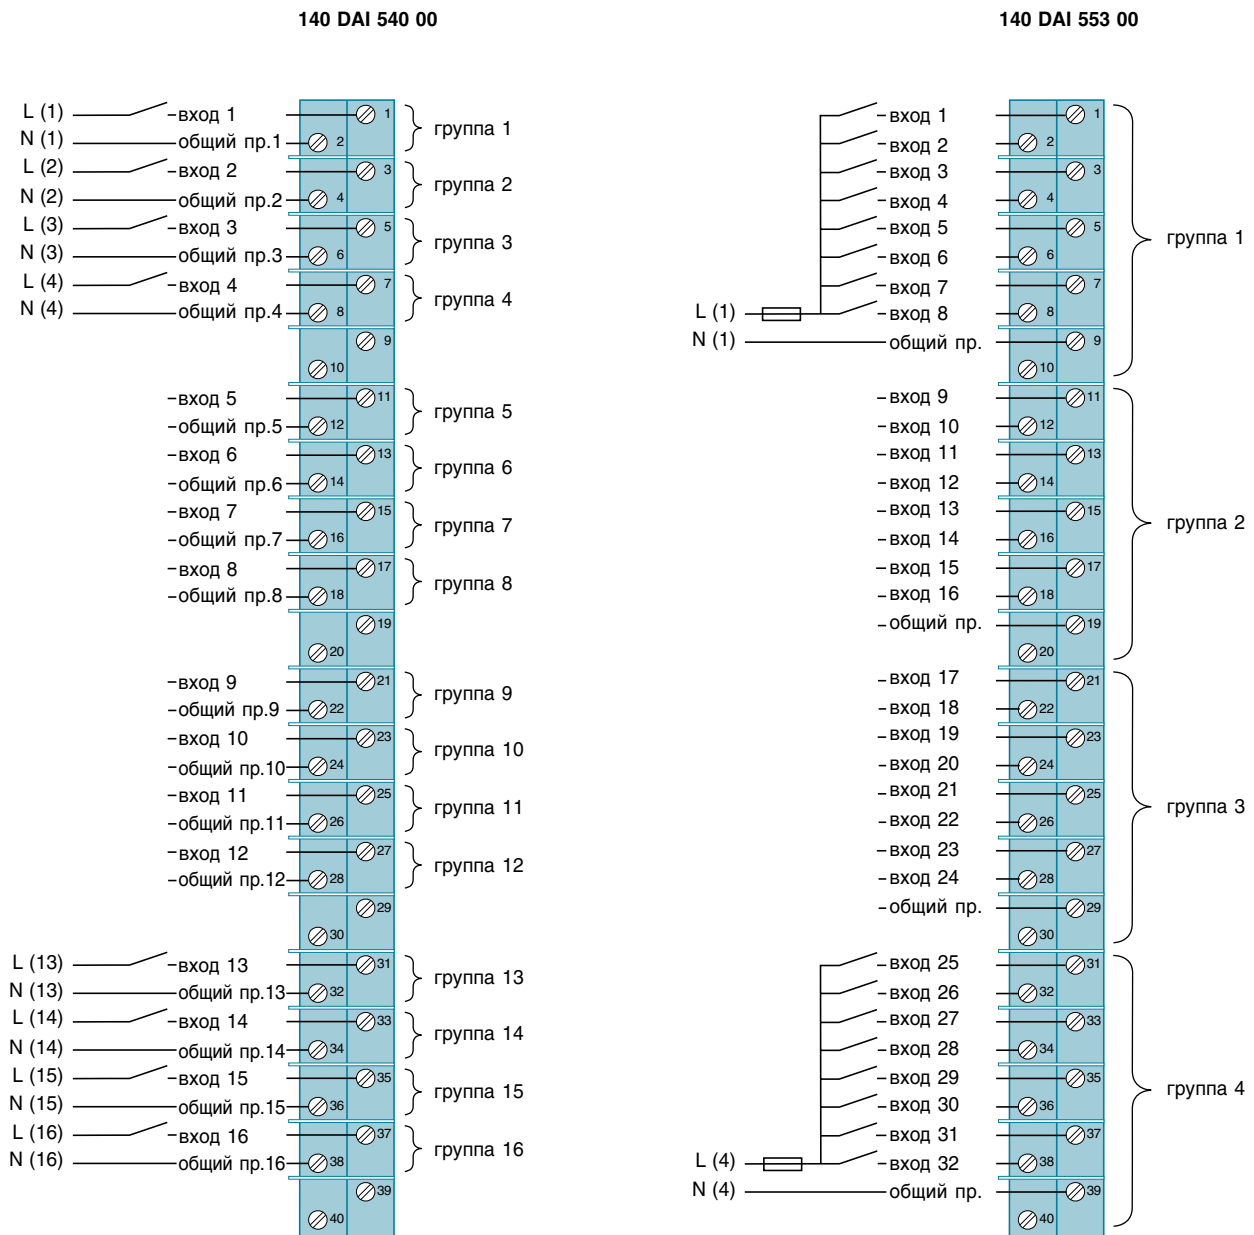 140 DAI 540 00
L (1) вход 1 1
N (1) общий пр.1 2
группа 1
L (2) вход 2 3
N (2) общий пр.2 4
группа 2
L (3) вход 3 5
N (3) общий пр.3 6
группа 3
L (4) вход 4 7
N (4) общий пр.4 8
группа 4
9
10
вход 5 11
общий пр.5 12
группа 5
вход 6 13
общий пр.6 14
группа 6
вход 7 15
общий пр.7 16
группа 7
вход 8 17
общий пр.8 18
группа 8
19
20
вход 9 21
общий пр.9 22
группа 9
вход 10 23
общий пр.10 24
группа 10
вход 11 25
общий пр.11 26
группа 11
вход 12 27
общий пр.12 28
группа 12
29
30
L (13) вход 13 31
N (13) общий пр.13 32
группа 13
L (14) вход 14 33
N (14) общий пр.14 34
группа 14
L (15) вход 15 35
N (15) общий пр.15 36
группа 15
L (16) вход 16 37
N (16) общий пр.16 38
группа 16
39
40
140 DAI 553 00
вход 1 1
вход 2 2
вход 3 3
вход 4 4
вход 5 5
вход 6 6
вход 7 7
L (1) вход 8 8
N (1) общий пр. 9
10
группа 1
вход 9 11
вход 10 12
вход 11 13
вход 12 14
вход 13 15
вход 14 16
вход 15 17
вход 16 18
общий пр. 19
20
группа 2
вход 17 21
вход 18 22
вход 19 23
вход 20 24
вход 21 25
вход 22 26
вход 23 27
вход 24 28
общий пр. 29
30
группа 3
вход 25 31
вход 26 32
вход 27 33
вход 28 34
вход 29 35
вход 30 36
вход 31 37
L (4) вход 32 38
N (4) общий пр. 39
40
группа 4